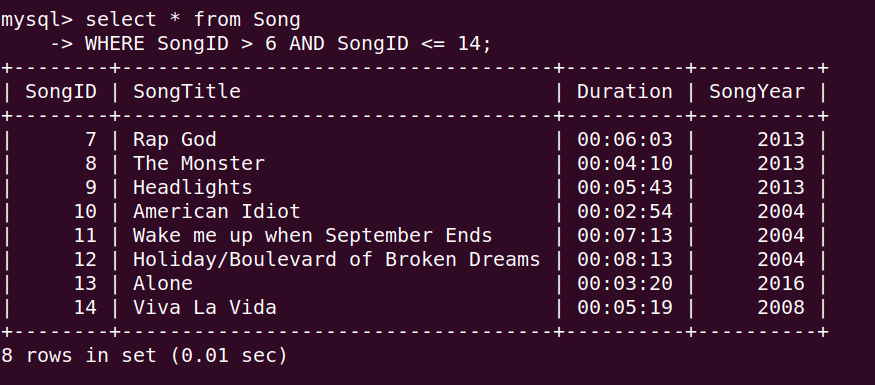 mysql> select * from Song
    -> WHERE SongID > 6 AND SongID <= 14;
+--------+------------------------------------+----------+----------+
| SongID | SongTitle                          | Duration | SongYear |
+--------+------------------------------------+----------+----------+
|      7 | Rap God                            | 00:06:03 |     2013 |
|      8 | The Monster                        | 00:04:10 |     2013 |
|      9 | Headlights                         | 00:05:43 |     2013 |
|     10 | American Idiot                     | 00:02:54 |     2004 |
|     11 | Wake me up when September Ends     | 00:07:13 |     2004 |
|     12 | Holiday/Boulevard of Broken Dreams | 00:08:13 |     2004 |
|     13 | Alone                              | 00:03:20 |     2016 |
|     14 | Viva La Vida                       | 00:05:19 |     2008 |
+--------+------------------------------------+----------+----------+
8 rows in set (0.01 sec)